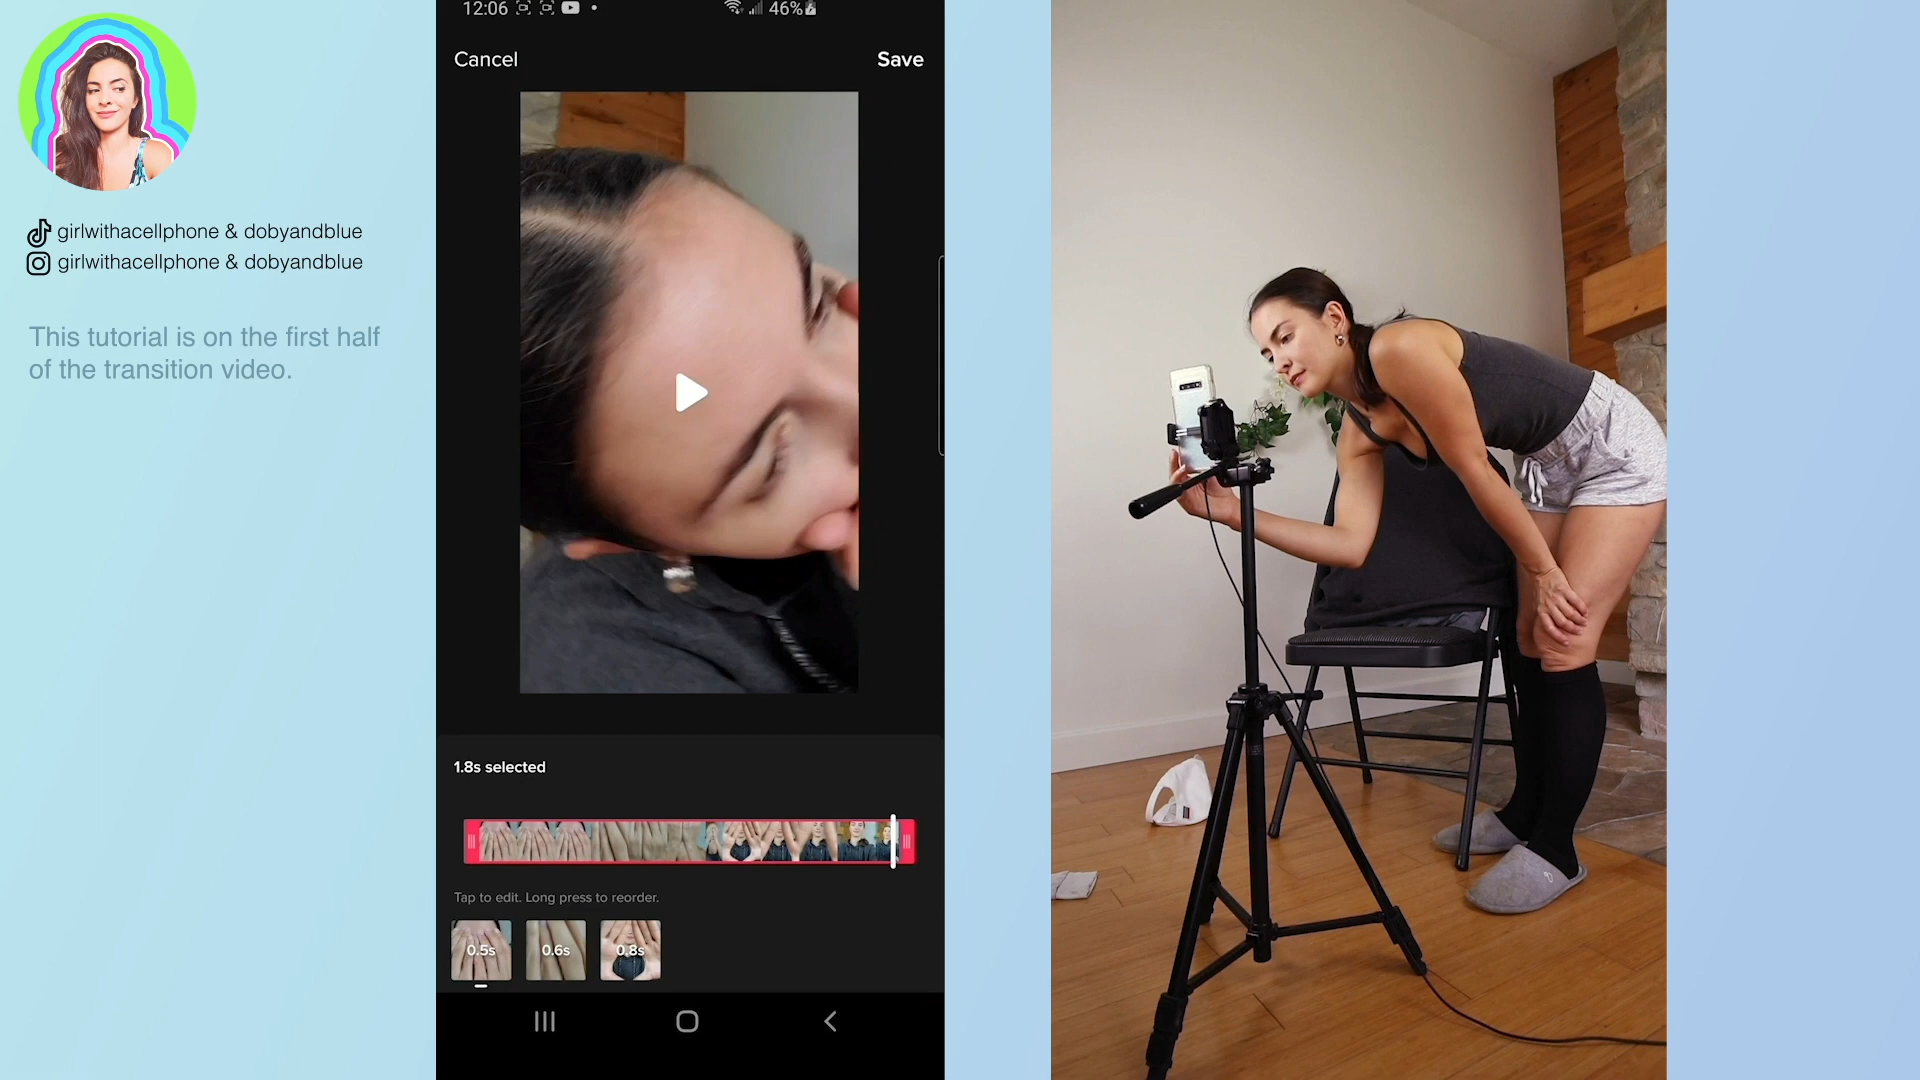 girlwithacellphone & dobyandblue
girlwithacellphone & dobyandblue
This tutorial is on the first half
of the transition video.
12:06
46%
Cancel
Save
1.8s selected
Tap to edit. Long press to reorder.
0.5s
0.6s
0.8s